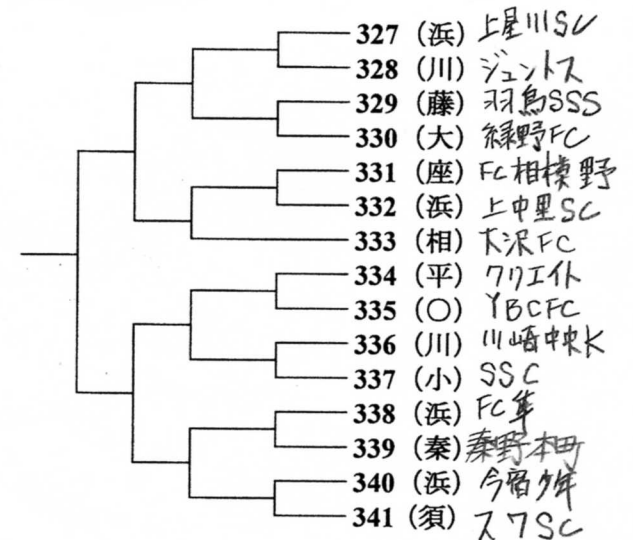 327 (浜) 上星川SC
328 (川) ジュントス
329 (藤) 羽鳥SSS
330 (大) 緑野FC
331 (座) FC相模野
332 (浜) 上中里SC
333 (相) 大沢FC
334 (平) クリエイト
335 (〇) YBCFC
336 (川) 川崎中央K
337 (小) SSC
338 (浜) FC隼
339 (秦) 秦野本町
340 (浜) 今宿少年
341 (須) スワSC